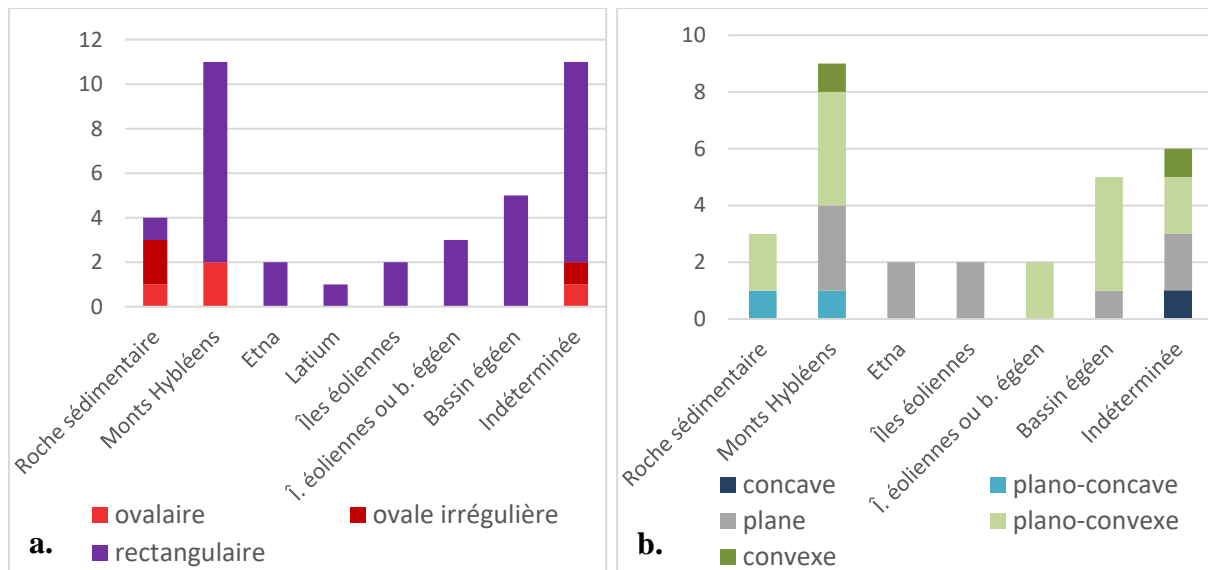 12
10
8
6
4
2
0
Roche sédimentaire
Monts Hybléens
Etna
Latium
Îles éoliennes
Î. éoliennes ou b. égéen
Bassin égéen
Indéterminée
ovalaire
ovale irrégulière
rectangulaire
a.
10
8
6
4
2
0
Roche sédimentaire
Monts Hybléens
Etna
Îles éoliennes
Î. éoliennes ou b. égéen
Bassin égéen
Indéterminée
concave
plano-concave
plane
plano-convexe
convexe
b.